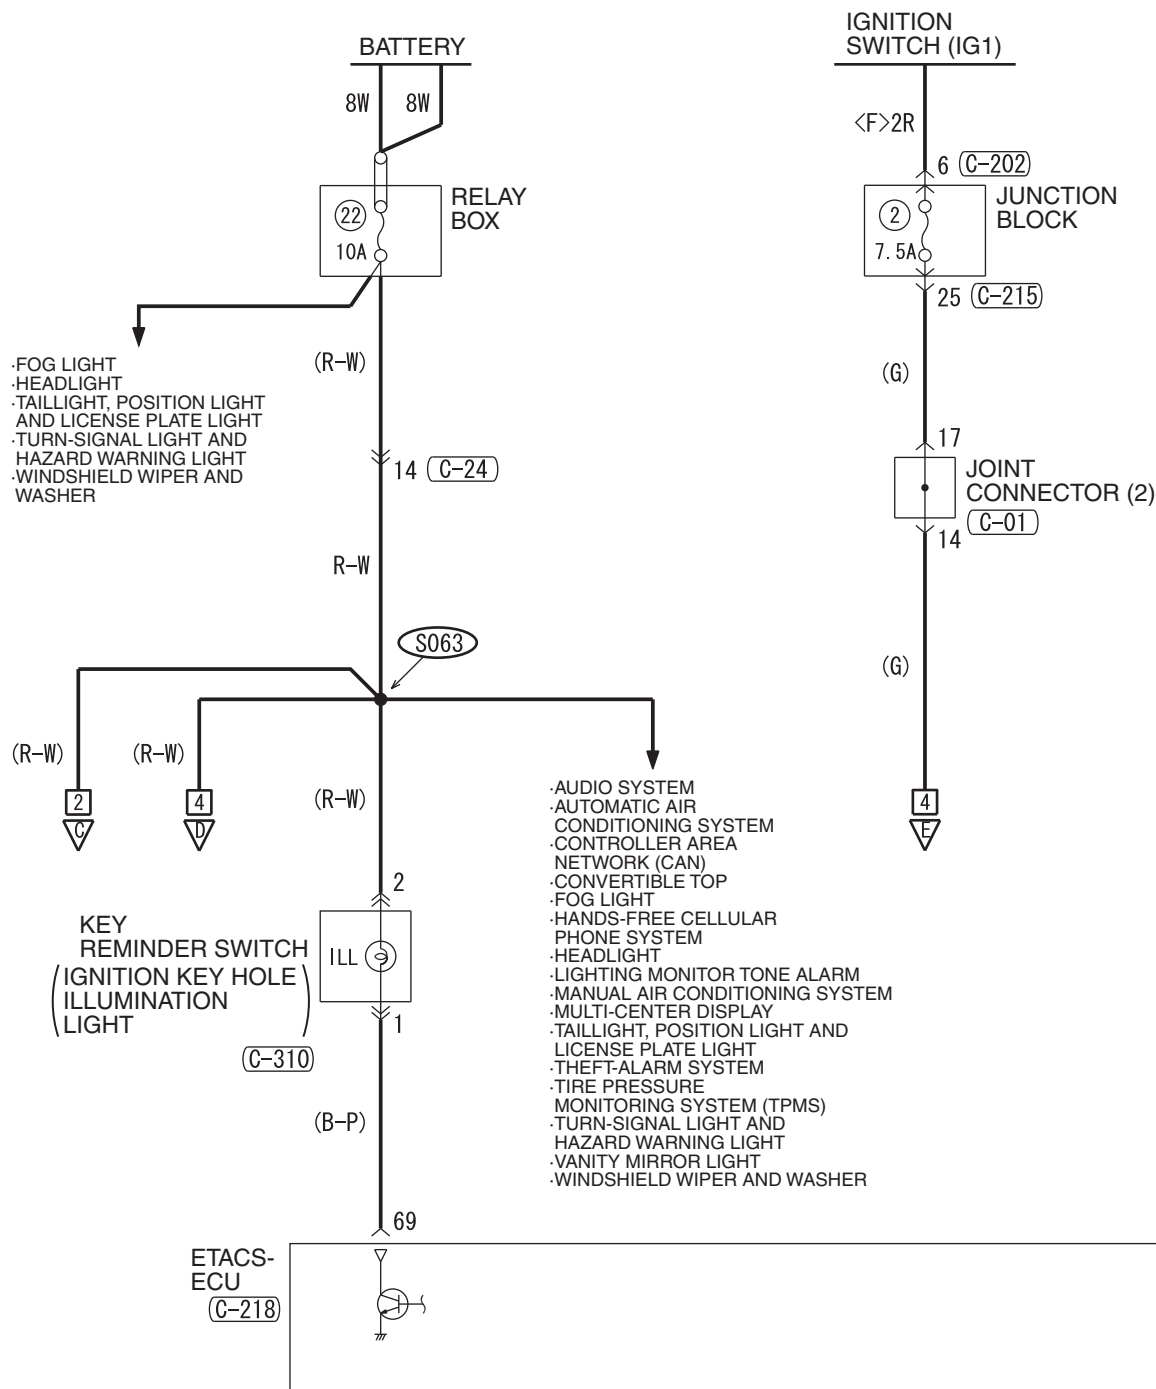 BATTERY
IGNITION
SWITCH (IG1)
8W
8W
<F>2R
6
C-202
22
10A
RELAY
BOX
2
7.5A
JUNCTION
BLOCK
25
C-215
·FOG LIGHT
·HEADLIGHT
·TAILLIGHT, POSITION LIGHT
AND LICENSE PLATE LIGHT
·TURN-SIGNAL LIGHT AND
HAZARD WARNING LIGHT
·WINDSHIELD WIPER AND
WASHER
(R-W)
(G)
14
C-24
17
JOINT
CONNECTOR (2)
C-01
14
R-W
S063
(G)
(R-W)
(R-W)
(R-W)
2
C
4
D
4
E
·AUDIO SYSTEM
·AUTOMATIC AIR
CONDITIONING SYSTEM
·CONTROLLER AREA
NETWORK (CAN)
·CONVERTIBLE TOP
·FOG LIGHT
·HANDS-FREE CELLULAR
PHONE SYSTEM
·HEADLIGHT
·LIGHTING MONITOR TONE ALARM
·MANUAL AIR CONDITIONING SYSTEM
·MULTI-CENTER DISPLAY
·TAILLIGHT, POSITION LIGHT AND
LICENSE PLATE LIGHT
·THEFT-ALARM SYSTEM
·TIRE PRESSURE
MONITORING SYSTEM (TPMS)
·TURN-SIGNAL LIGHT AND
HAZARD WARNING LIGHT
·VANITY MIRROR LIGHT
·WINDSHIELD WIPER AND WASHER
2
KEY
REMINDER SWITCH
(IGNITION KEY HOLE
ILLUMINATION
LIGHT)
ILL
1
C-310
(B-P)
69
ETACS-
ECU
C-218